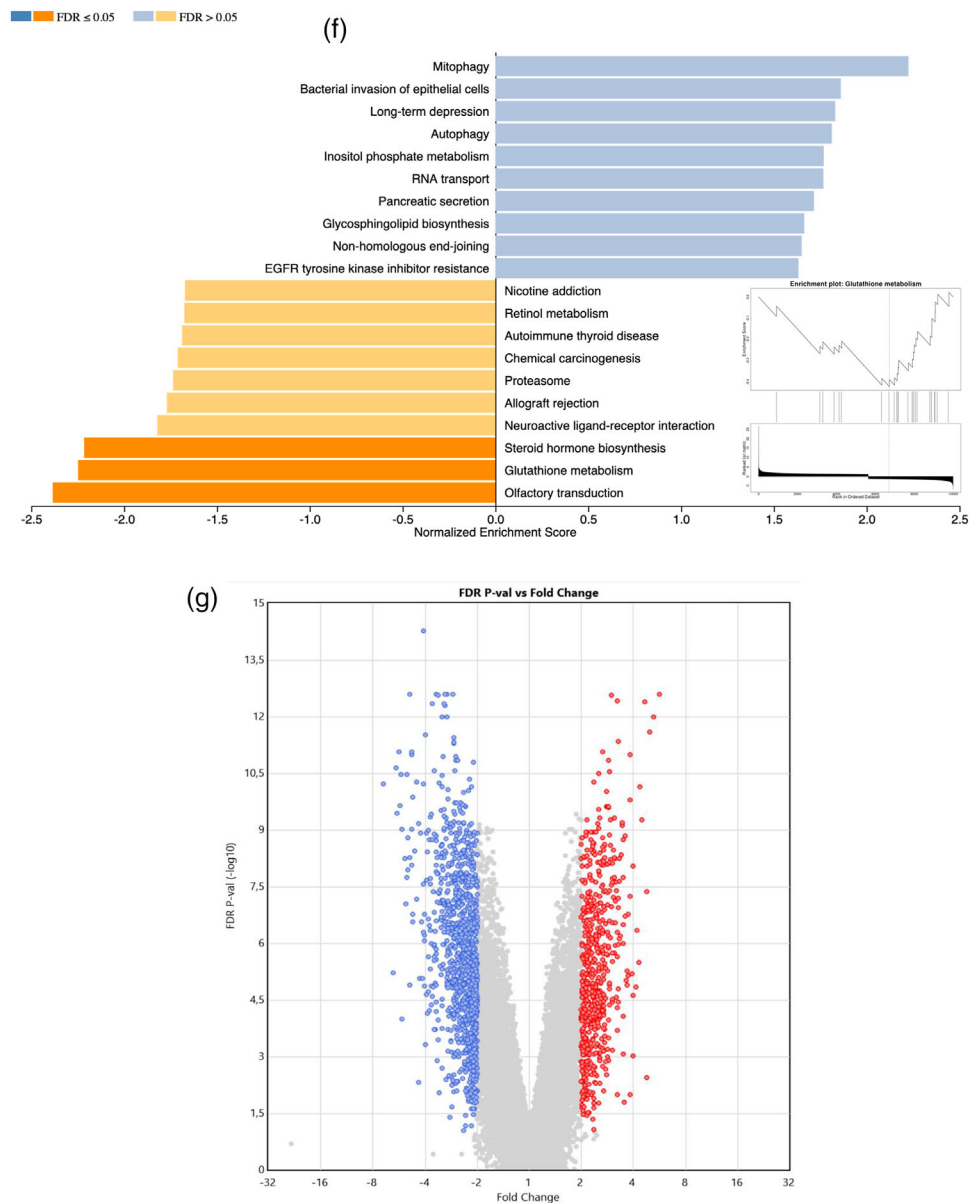 FDR ≤ 0.05 FDR > 0.05
(f)
Mitophagy
Bacterial invasion of epithelial cells
Long-term depression
Autophagy
Inositol phosphate metabolism
RNA transport
Pancreatic secretion
Glycosphingolipid biosynthesis
Non-homologous end-joining
EGFR tyrosine kinase inhibitor resistance
Nicotine addiction
Retinol metabolism
Autoimmune thyroid disease
Chemical carcinogenesis
Proteasome
Allograft rejection
Neuroactive ligand-receptor interaction
Steroid hormone biosynthesis
Glutathione metabolism
Olfactory transduction
Enrichment plot: Glutathione metabolism
Enrichment Score
Rank in Ordered Dataset
-2.5 -2.0 -1.5 -1.0 -0.5 0.0 0.5 1.0 1.5 2.0 2.5
Normalized Enrichment Score
(g)
FDR P-val vs Fold Change
15
13,5
12
10,5
9
7,5
6
4,5
3
1,5
0
FDR P-val (-log10)
-32 -16 -8 -4 -2 1 2 4 8 16 32
Fold Change